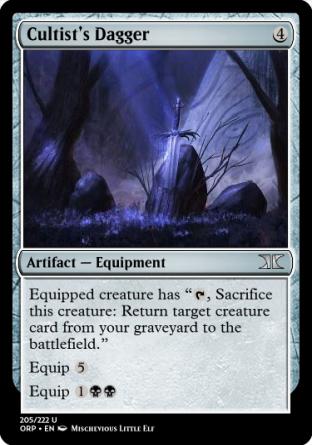 Cultist's Dagger 4
Artifact — Equipment
Equipped creature has “, Sacrifice
this creature: Return target creature
card from your graveyard to the
battlefield.”
Equip 5
Equip 1
205/222 U
ORP • EN Mischevious Little Elf